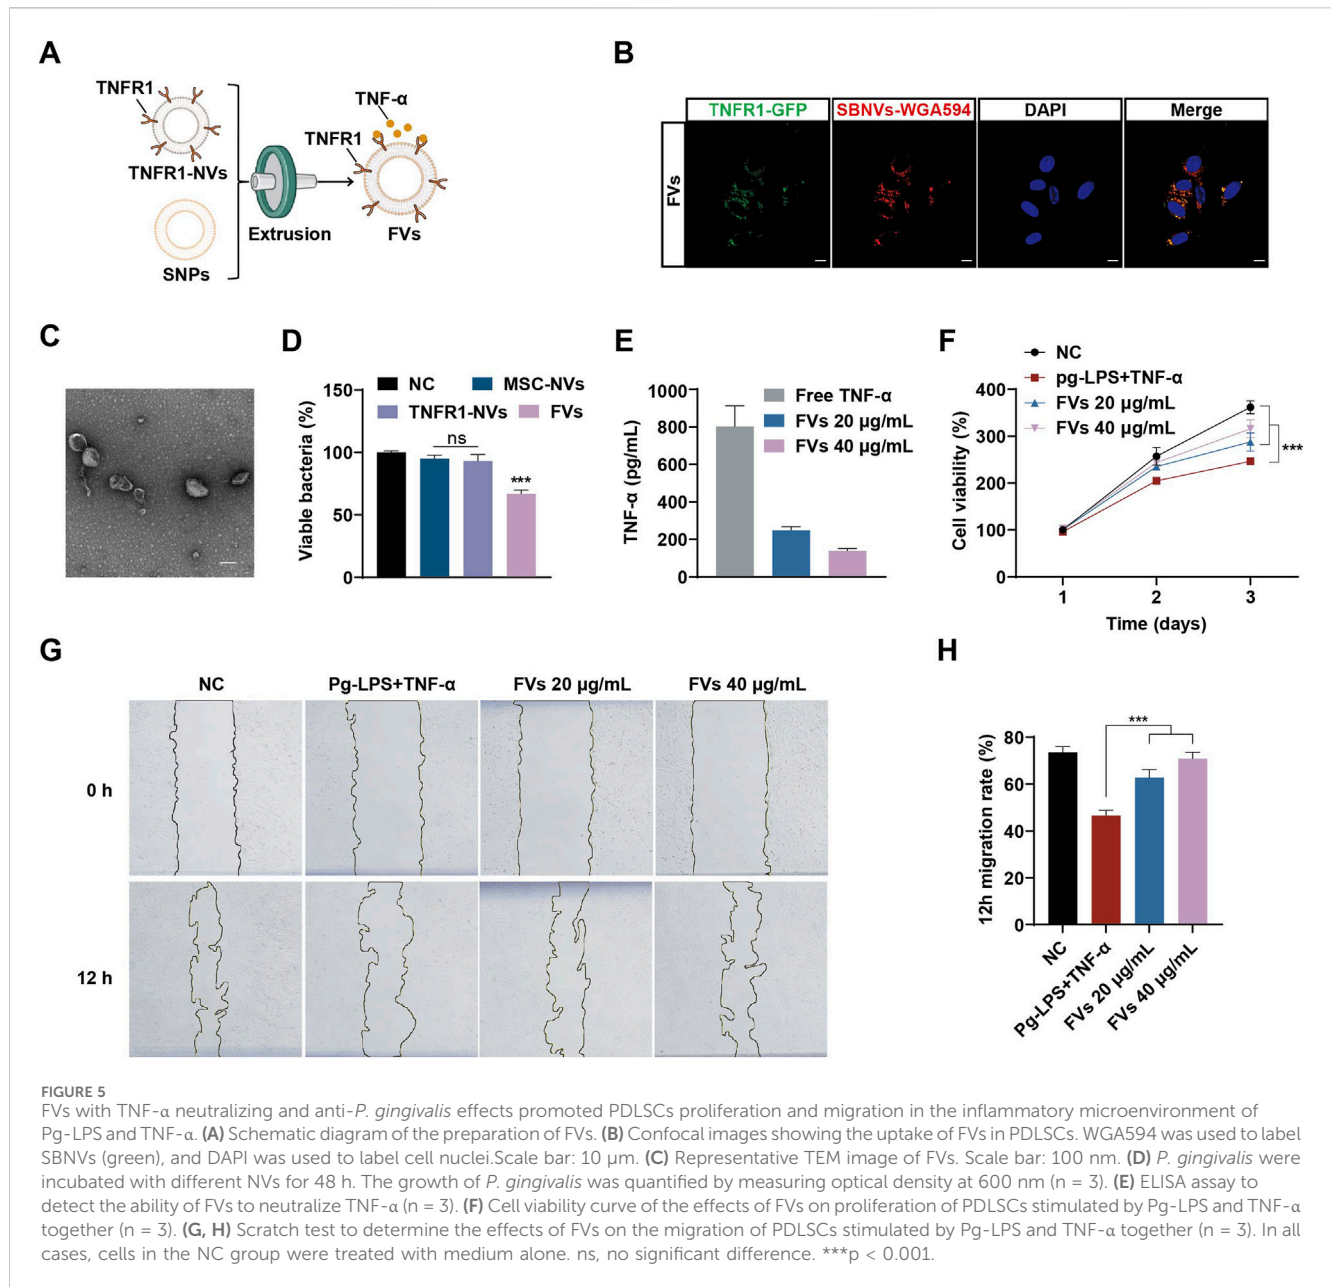 A
TNFR1
TNFR1-NVs
SNPs
Extrusion
TNF-α
TNFR1
FVs
B
TNFR1-GFP
SBNVs-WGA594
DAPI
Merge
FVs
C
D
NC
MSC-NVs
TNFR1-NVs
FVs
Viable bacteria (%)
150
100
50
0
ns
***
E
TNF-α (pg/mL)
1000
800
600
400
200
0
Free TNF-α
FVs 20 μg/mL
FVs 40 μg/mL
F
NC
pg-LPS+TNF-α
FVs 20 μg/mL
FVs 40 μg/mL
Cell viability (%)
400
300
200
100
0
***
1
2
3
Time (days)
G
NC
Pg-LPS+TNF-α
FVs 20 μg/mL
FVs 40 μg/mL
0 h
12 h
H
12h migration rate (%)
80
60
40
20
0
***
NC
Pg-LPS+TNF-α
FVs 20 μg/mL
FVs 40 μg/mL
FIGURE 5
FVs with TNF-α neutralizing and anti-P. gingivalis effects promoted PDLSCs proliferation and migration in the inflammatory microenvironment of
Pg-LPS and TNF-α. (A) Schematic diagram of the preparation of FVs. (B) Confocal images showing the uptake of FVs in PDLSCs. WGA594 was used to label
SBNVs (green), and DAPI was used to label cell nuclei.Scale bar: 10 μm. (C) Representative TEM image of FVs. Scale bar: 100 nm. (D) P. gingivalis were
incubated with different NVs for 48 h. The growth of P. gingivalis was quantified by measuring optical density at 600 nm (n = 3). (E) ELISA assay to
detect the ability of FVs to neutralize TNF-α (n = 3). (F) Cell viability curve of the effects of FVs on proliferation of PDLSCs stimulated by Pg-LPS and TNF-α
together (n = 3). (G, H) Scratch test to determine the effects of FVs on the migration of PDLSCs stimulated by Pg-LPS and TNF-α together (n = 3). In all
cases, cells in the NC group were treated with medium alone. ns, no significant difference. ***p < 0.001.